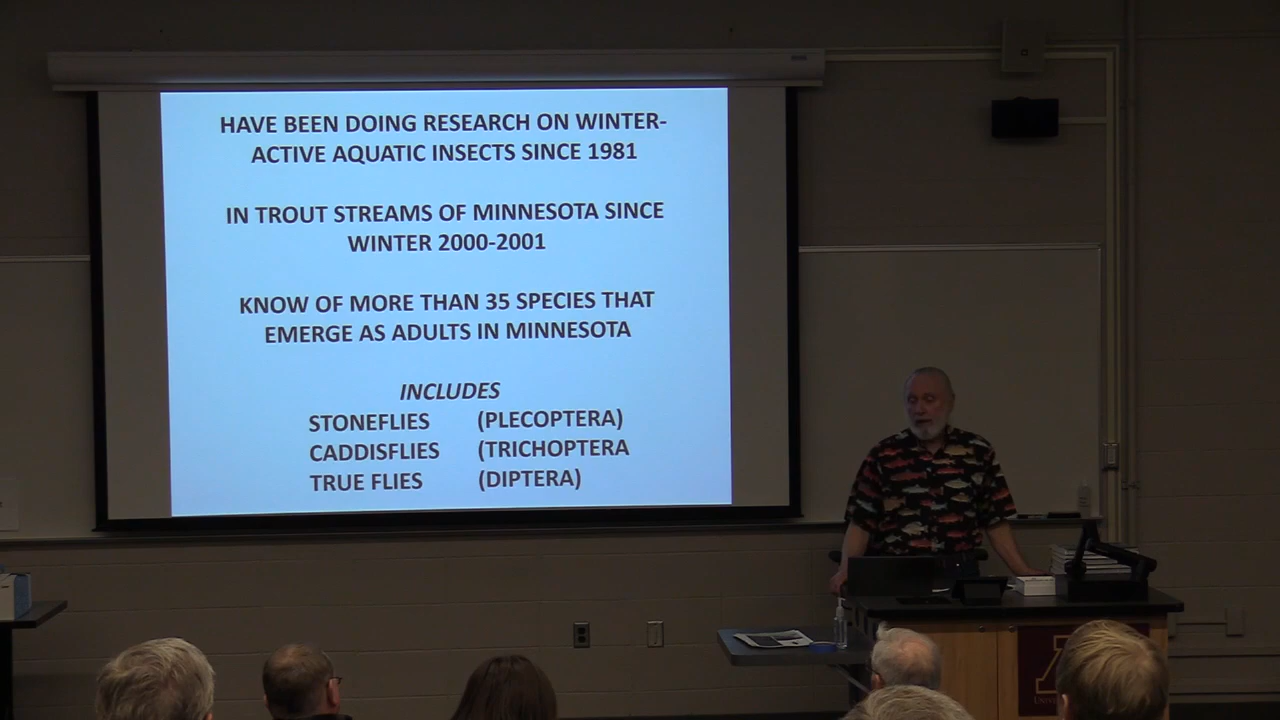 HAVE BEEN DOING RESEARCH ON WINTER-
ACTIVE AQUATIC INSECTS SINCE 1981
IN TROUT STREAMS OF MINNESOTA SINCE
WINTER 2000-2001
KNOW OF MORE THAN 35 SPECIES THAT
EMERGE AS ADULTS IN MINNESOTA
INCLUDES
STONEFLIES (PLECOPTERA)
CADDISFLIES (TRICHOPTERA
TRUE FLIES (DIPTERA)